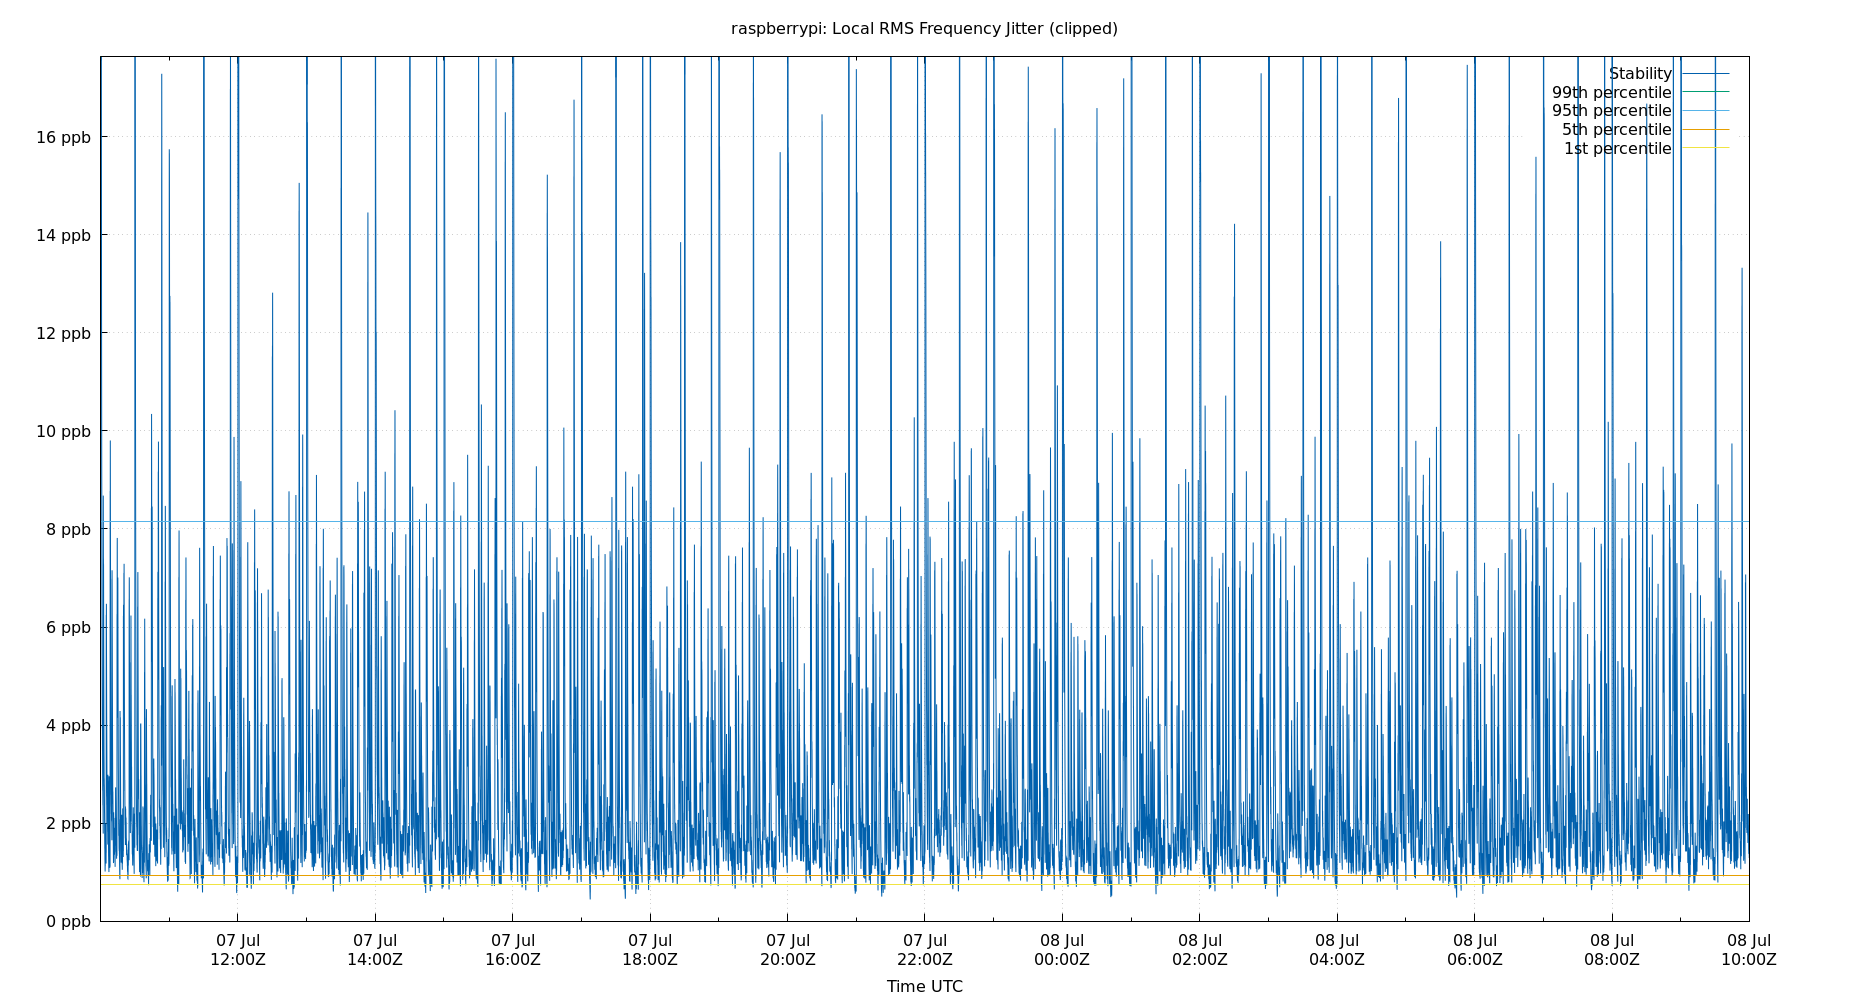 raspberrypi: Local RMS Frequency Jitter (clipped)
Stability
99th percentile
95th percentile
5th percentile
1st percentile
16 ppb
14 ppb
12 ppb
10 ppb
8 ppb
6 ppb
4 ppb
2 ppb
0 ppb
07 Jul 07 Jul 07 Jul 07 Jul 07 Jul 07 Jul 08 Jul 08 Jul 08 Jul 08 Jul 08 Jul 08 Jul
12:00Z 14:00Z 16:00Z 18:00Z 20:00Z 22:00Z 00:00Z 02:00Z 04:00Z 06:00Z 08:00Z 10:00Z
Time UTC